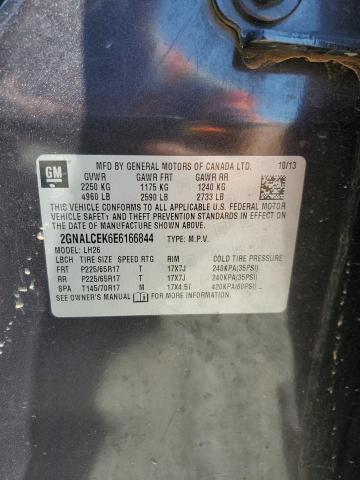 MFD BY GENERAL MOTORS OF CANADA LTD. 10/13
GM
GVWR GAWR FRT GAWR RR
2250 KG 1175 KG 1240 KG
4960 LB 2590 LB 2733 LB
THIS VEHICLE CONFORMS TO ALL APPLICABLE U.S. FEDERAL
MOTOR VEHICLE SAFETY AND THEFT PREVENTION
STANDARDS IN EFFECT ON
THE DATE OF MANUFACTURE SHOWN ABOVE.
2GNALCEK6E6166844 TYPE: M.P.V.
MODEL: LH26
LBCH TIRE SIZE SPEED RTG RIM COLD TIRE PRESSURE
FRT P225/65R17 T 17X7J 240KPA(35PSI)
RR P225/65R17 T 17X7J 240KPA(35PSI)
SPA T145/70R17 M 17X4.5T 420KPA(60PSI)
SEE OWNER'S MANUAL FOR MORE INFORMATION